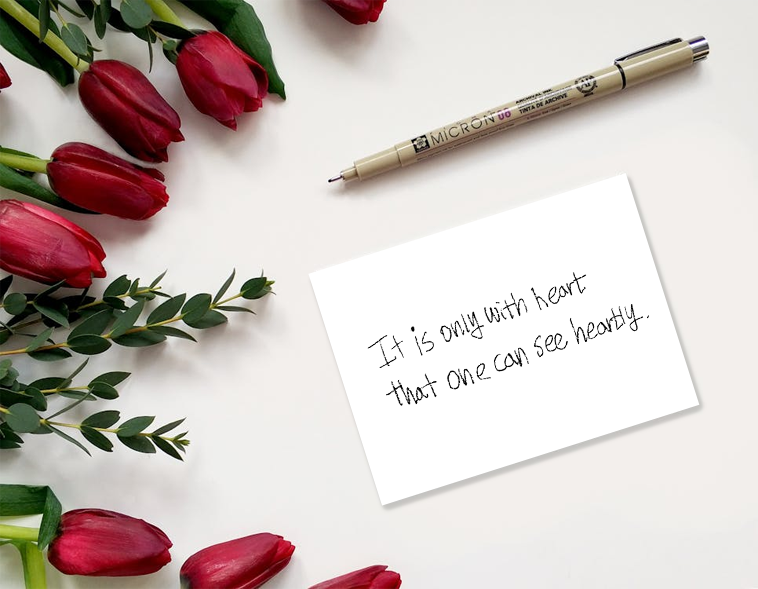 MICRON 08
ARCHIVAL INK
TINTA DE ARCHIVE
It is only with heart
that one can see heartly.